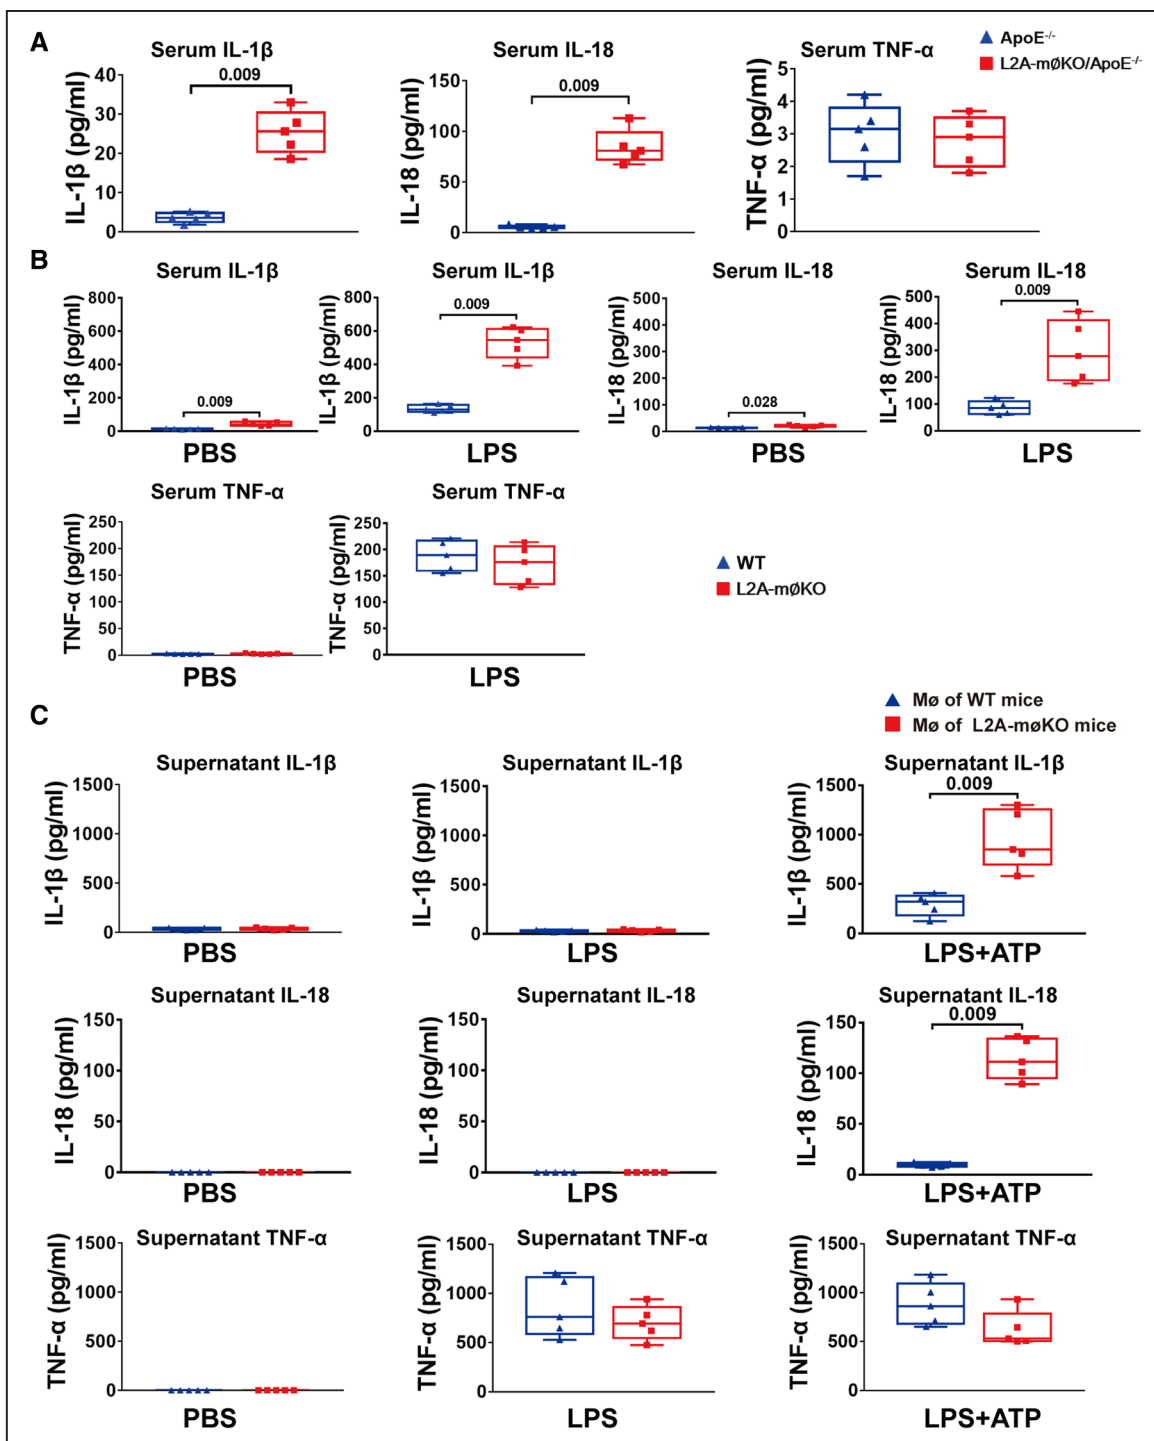 A
Serum IL-1β
Serum IL-18
Serum TNF-α
ApoE-/-
L2A-møKO/ApoE-/-
IL-1β (pg/ml)
40
30
20
10
0
0.009
IL-18 (pg/ml)
150
100
50
0
0.009
TNF-α (pg/ml)
5
4
3
2
1
0
B
Serum IL-1β
Serum IL-1β
Serum IL-18
Serum IL-18
IL-1β (pg/ml)
800
600
400
200
0
0.009
PBS
IL-1β (pg/ml)
800
600
400
200
0
0.009
LPS
IL-18 (pg/ml)
500
400
300
200
100
0
0.028
PBS
IL-18 (pg/ml)
500
400
300
200
100
0
0.009
LPS
Serum TNF-α
Serum TNF-α
TNF-α (pg/ml)
250
200
150
100
50
0
PBS
TNF-α (pg/ml)
250
200
150
100
50
0
LPS
WT
L2A-møKO
C
Mø of WT mice
Mø of L2A-møKO mice
Supernatant IL-1β
Supernatant IL-1β
Supernatant IL-1β
IL-1β (pg/ml)
1500
1000
500
0
PBS
IL-1β (pg/ml)
1500
1000
500
0
LPS
IL-1β (pg/ml)
1500
1000
500
0
0.009
LPS+ATP
Supernatant IL-18
Supernatant IL-18
Supernatant IL-18
IL-18 (pg/ml)
150
100
50
0
PBS
IL-18 (pg/ml)
150
100
50
0
LPS
IL-18 (pg/ml)
150
100
50
0
0.009
LPS+ATP
Supernatant TNF-α
Supernatant TNF-α
Supernatant TNF-α
TNF-α (pg/ml)
1500
1000
500
0
PBS
TNF-α (pg/ml)
1500
1000
500
0
LPS
TNF-α (pg/ml)
1500
1000
500
0
LPS+ATP